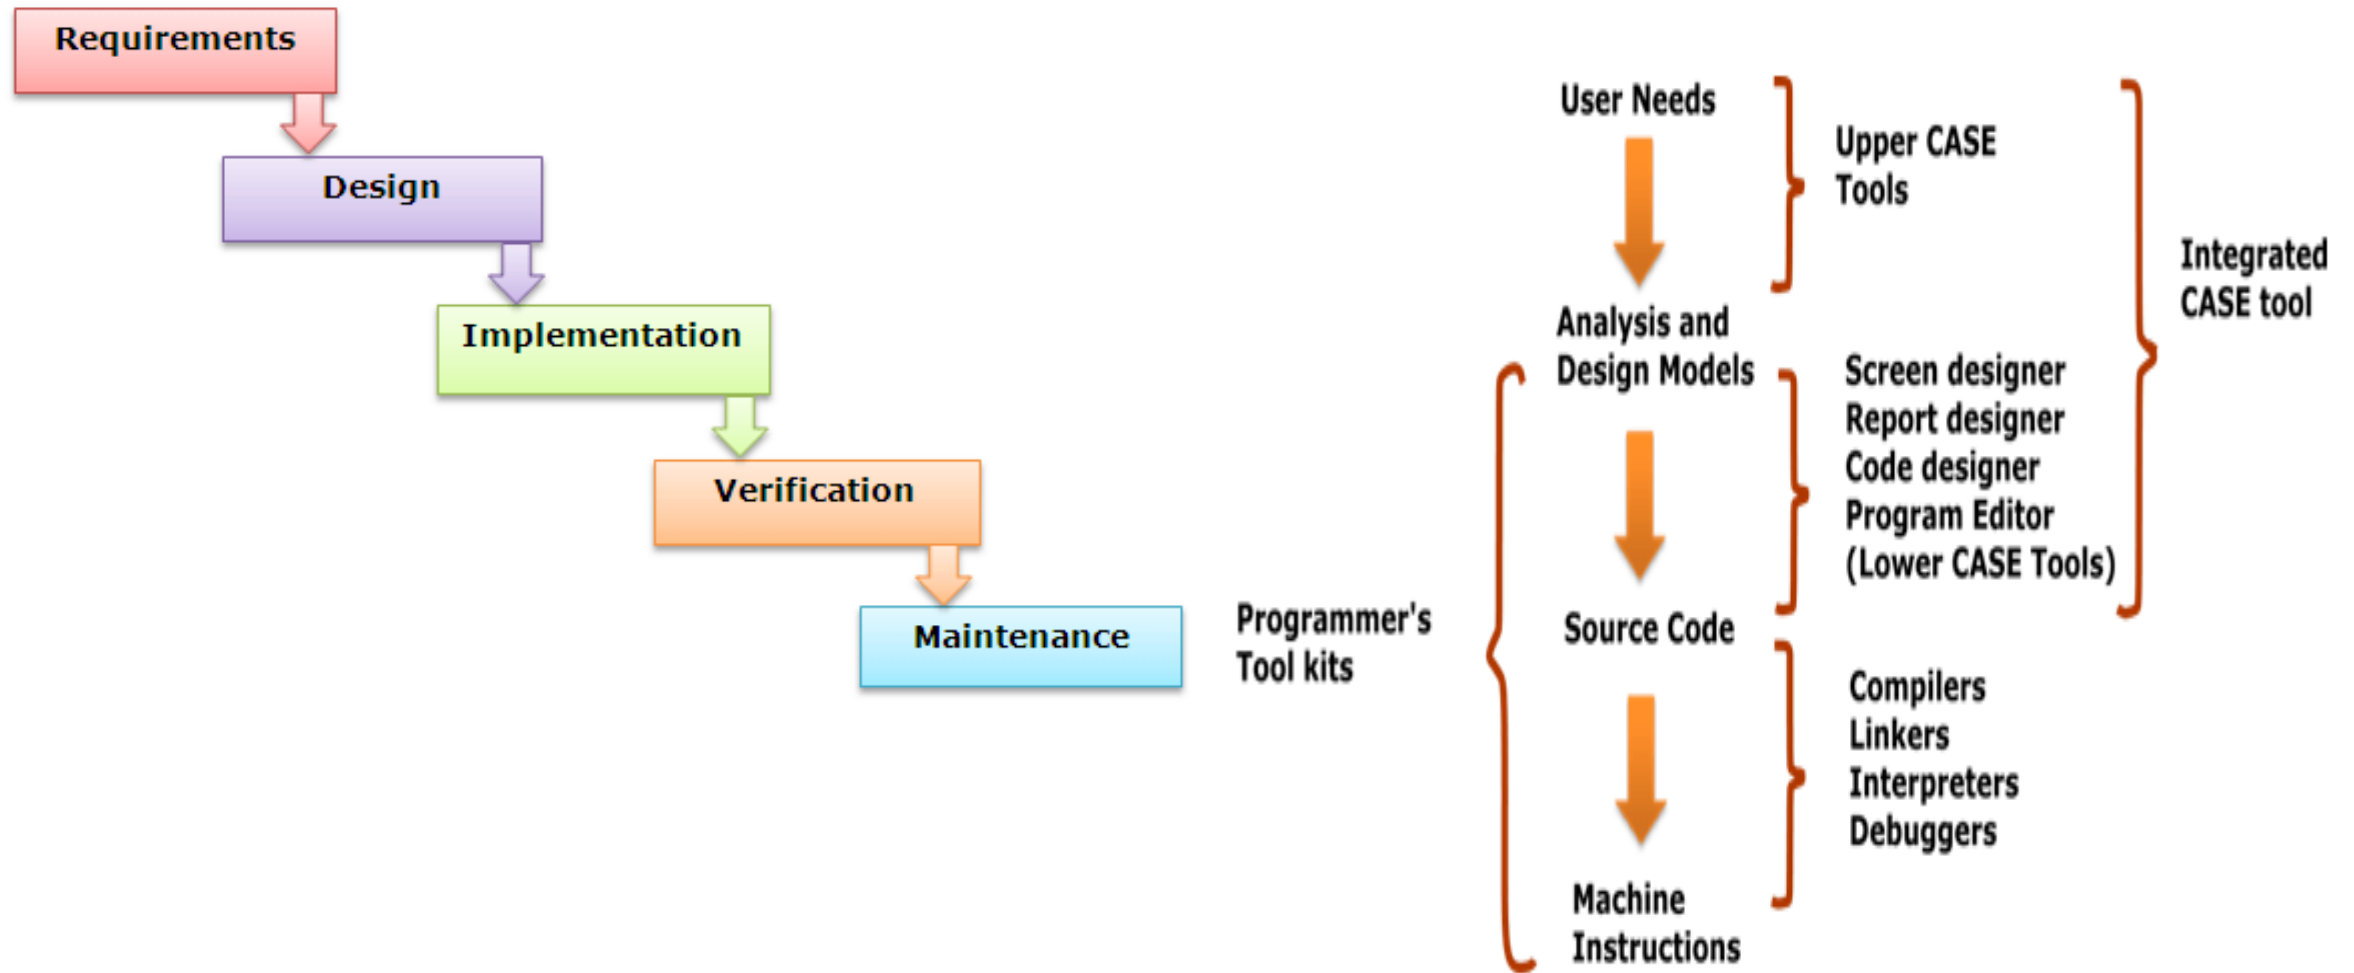 Requirements
Design
Implementation
Verification
Maintenance
Programmer's
Tool kits
User Needs
Analysis and
Design Models
Source Code
Machine
Instructions
Upper CASE
Tools
Screen designer
Report designer
Code designer
Program Editor
(Lower CASE Tools)
Compilers
Linkers
Interpreters
Debuggers
Integrated
CASE tool